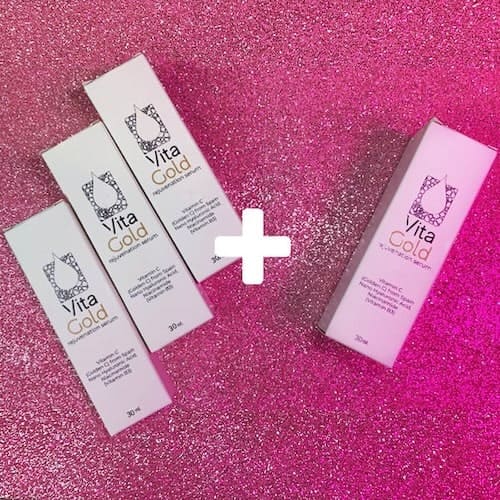 Vita
Gold
rejuvenation serum
Vitamin C
(Golden C) from Spain
Nano Hyaluronic Acid,
Niacinamide
(Vitamin B3)
Vita
Gold
rejuvenation serum
Vitamin C
(Golden C) from Spain
Nano Hyaluronic Acid,
Niacinamide
(Vitamin B3)
30 mL
Vita
Gold
rejuvenation serum
Vitamin C
(Golden C) from Spain
Nano Hyaluronic Acid,
Niacinamide
(Vitamin B3)
30 mL
Vita
Gold
rejuvenation serum
Vitamin C
(Golden C) from Spain
Nano Hyaluronic Acid,
Niacinamide
(Vitamin B3)
30 mL